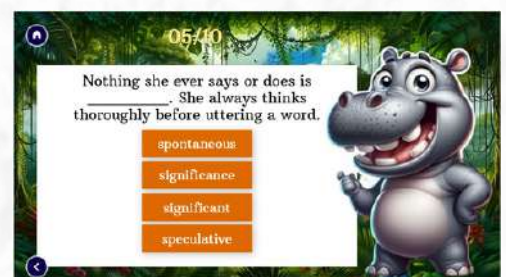 05/10
Nothing she ever says or does is
__________. She always thinks
thoroughly before uttering a word.
spontaneous
significance
significant
speculative